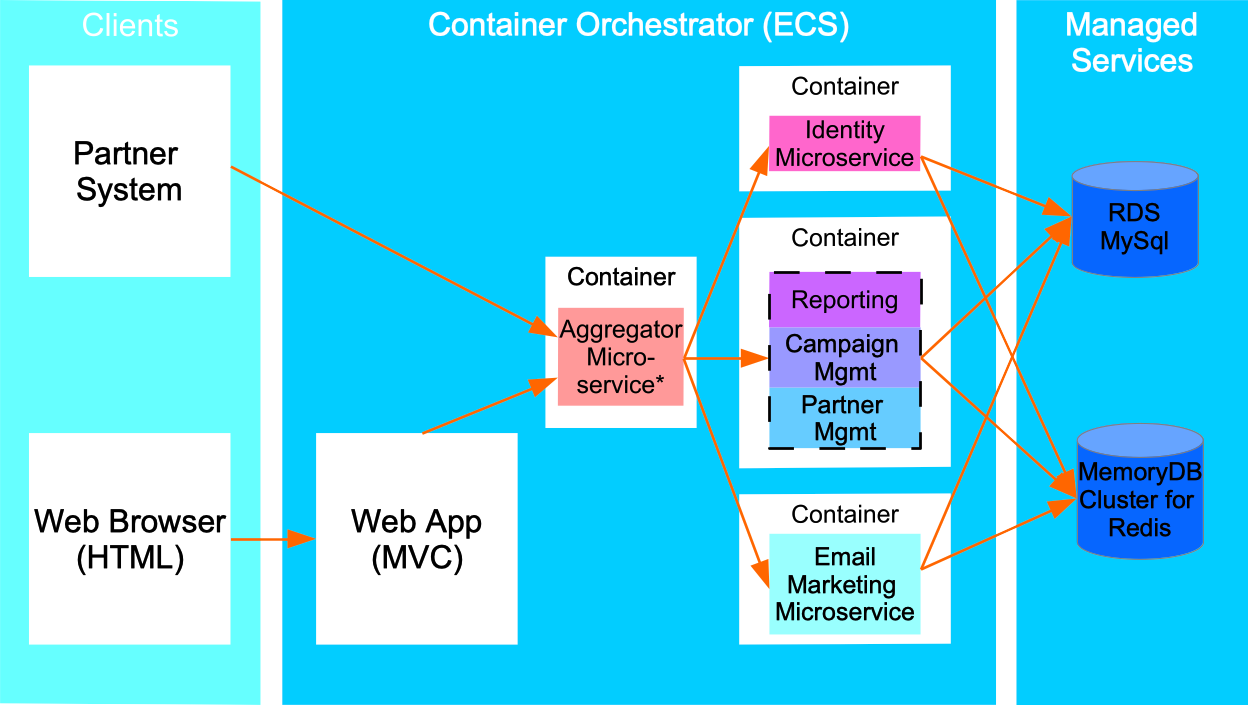 Clients
Container Orchestrator (ECS)
Managed
Services
Partner
System
Web Browser
(HTML)
Web App
(MVC)
Container
Aggregator
Micro-
service*
Container
Identity
Microservice
Container
Reporting
Campaign
Mgmt
Partner
Mgmt
Container
Email
Marketing
Microservice
RDS
MySql
MemoryDB
Cluster for
Redis